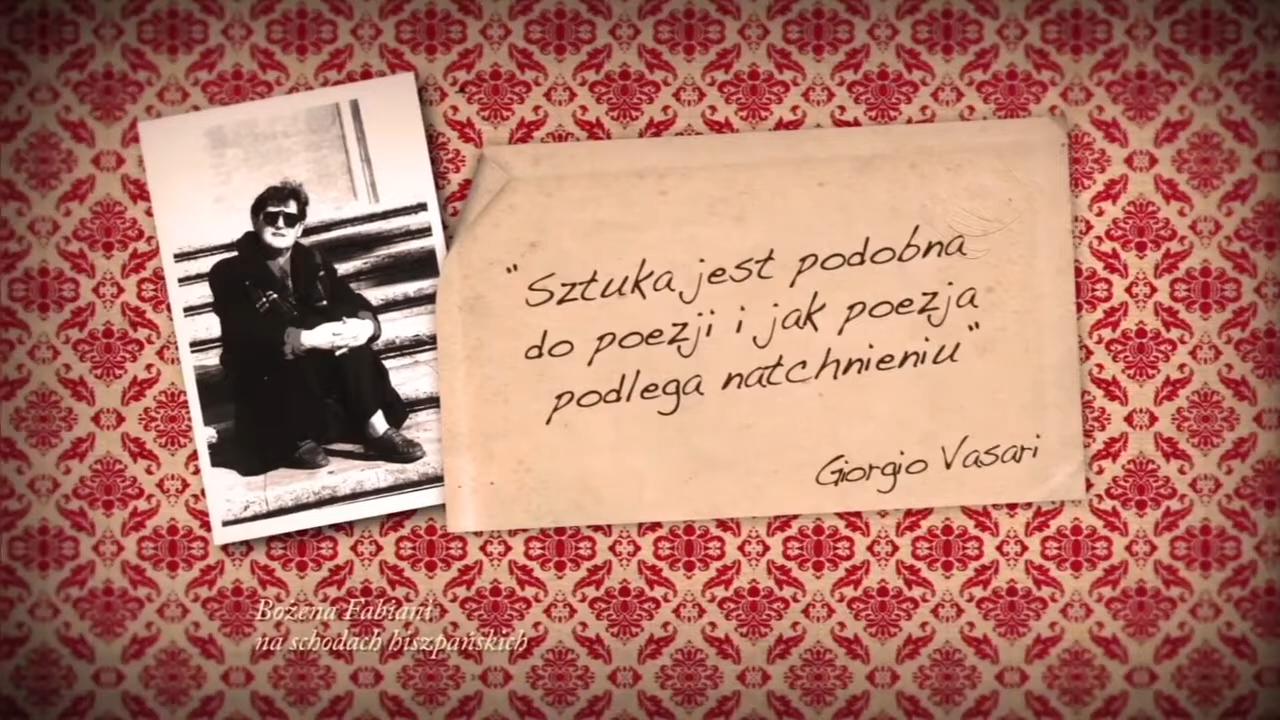 "Sztuka jest podobna
do poezji i jak poezja
podlega natchnieniu"
Giorgio Vasari
Bożena Fabiani
na schodach hiszpańskich